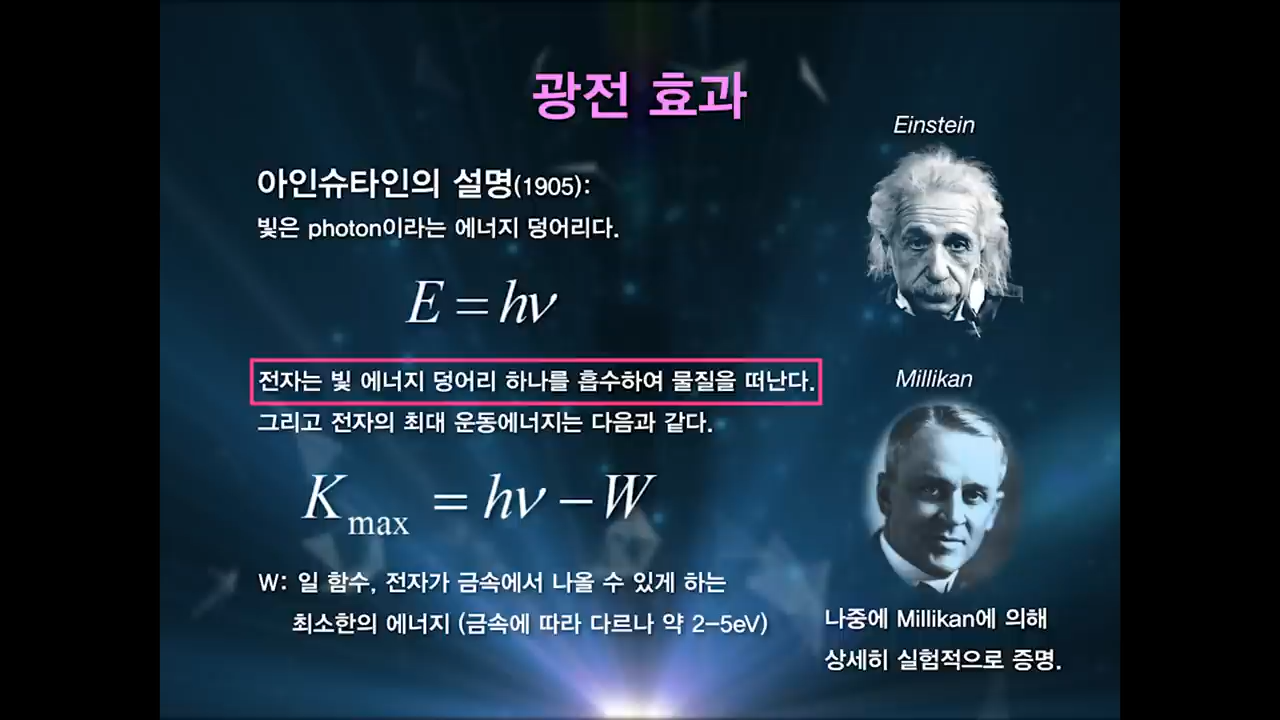 광전 효과
아인슈타인의 설명(1905):
빛은 photon이라는 에너지 덩어리다.
E = hν
전자는 빛 에너지 덩어리 하나를 흡수하여 물질을 떠난다.
그리고 전자의 최대 운동에너지는 다음과 같다.
K max = hν − W
W: 일 함수, 전자가 금속에서 나올 수 있게 하는
최소한의 에너지 (금속에 따라 다르나 약 2−5eV)
Einstein
Millikan
나중에 Millikan에 의해
상세히 실험적으로 증명.